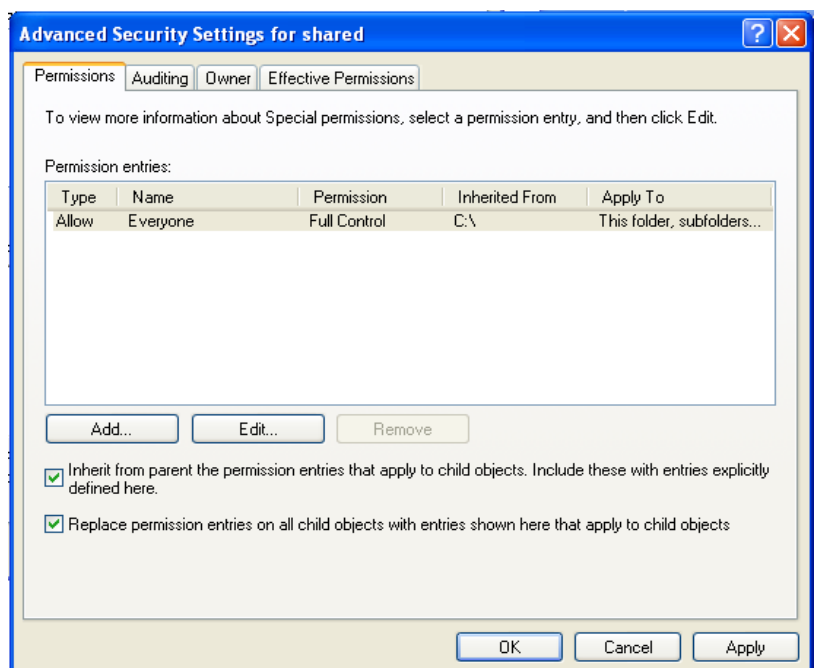 Advanced Security Settings for shared
Permissions Auditing Owner Effective Permissions
To view more information about Special permissions, select a permission entry, and then click Edit.
Permission entries:
Type Name Permission Inherited From Apply To
Allow Everyone Full Control C:\ This folder, subfolders...
Add... Edit... Remove
Inherit from parent the permission entries that apply to child objects. Include these with entries explicitly
defined here.
Replace permission entries on all child objects with entries shown here that apply to child objects
OK Cancel Apply